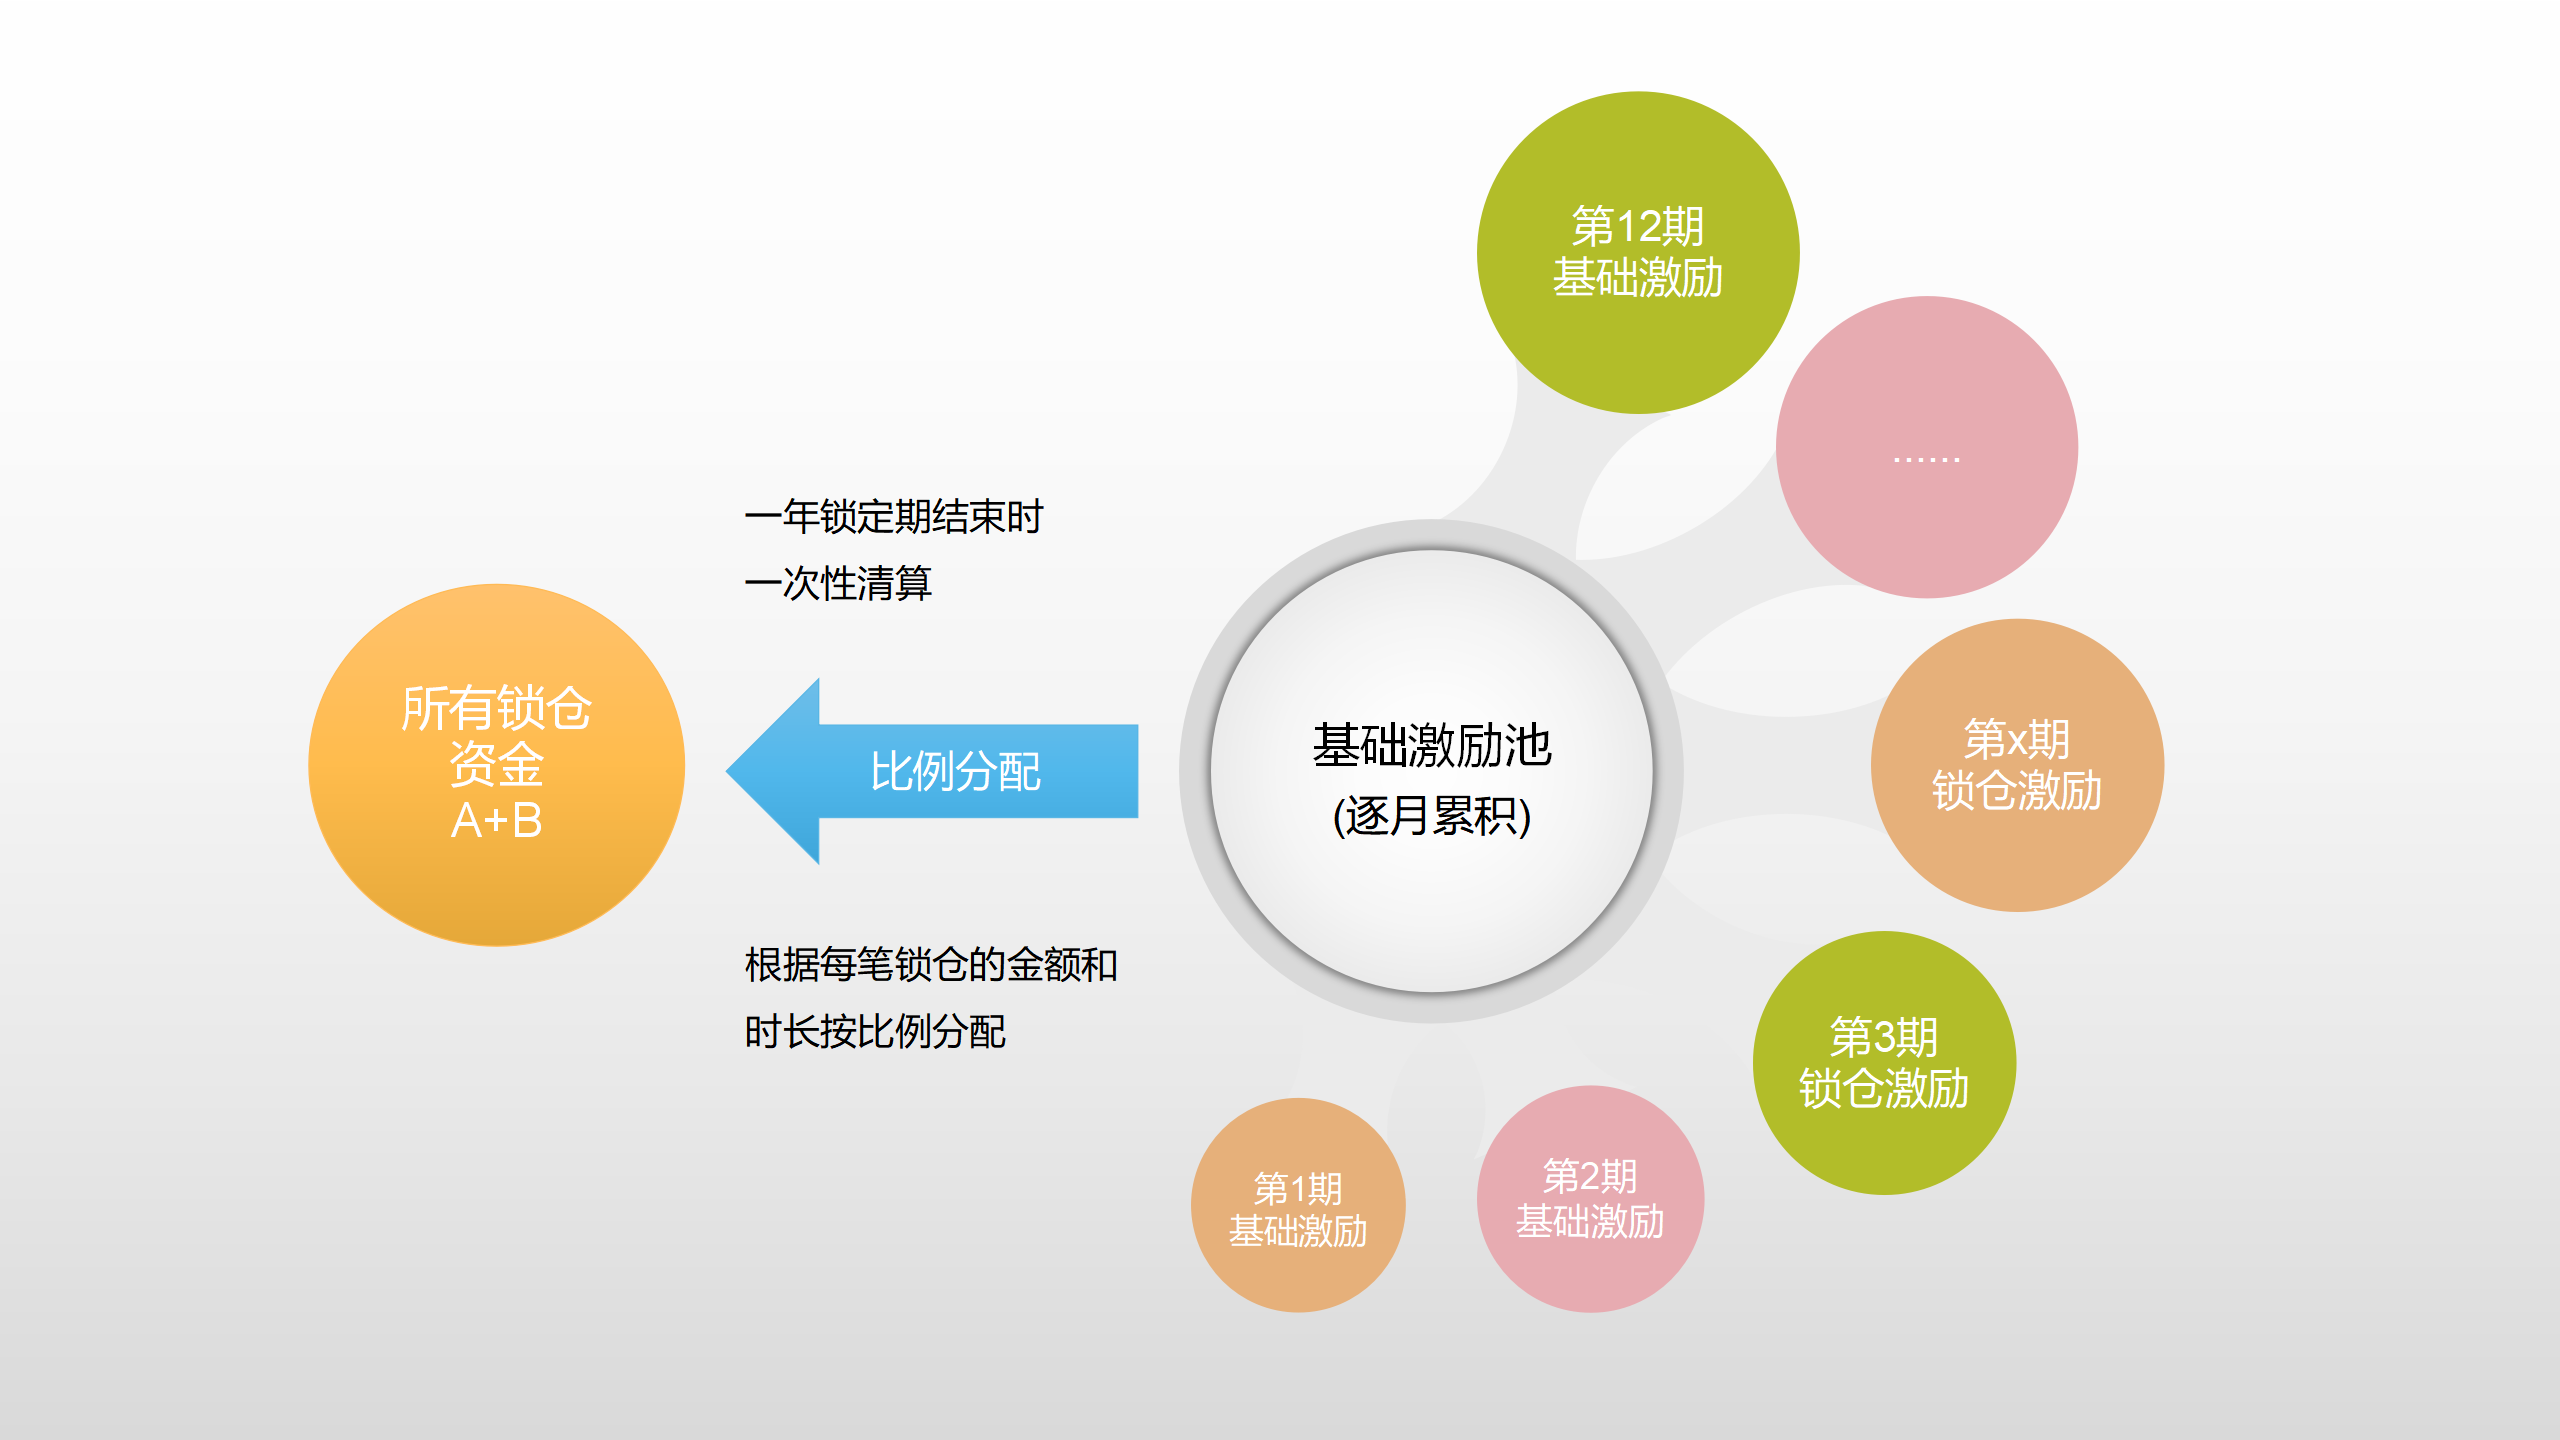 第12期
基础激励
......
一年锁定期结束时
一次性清算
所有锁仓
资金
A+B
比例分配
基础激励池
(逐月累积)
第x期
锁仓激励
根据每笔锁仓的金额和
时长按比例分配
第3期
锁仓激励
第1期
基础激励
第2期
基础激励